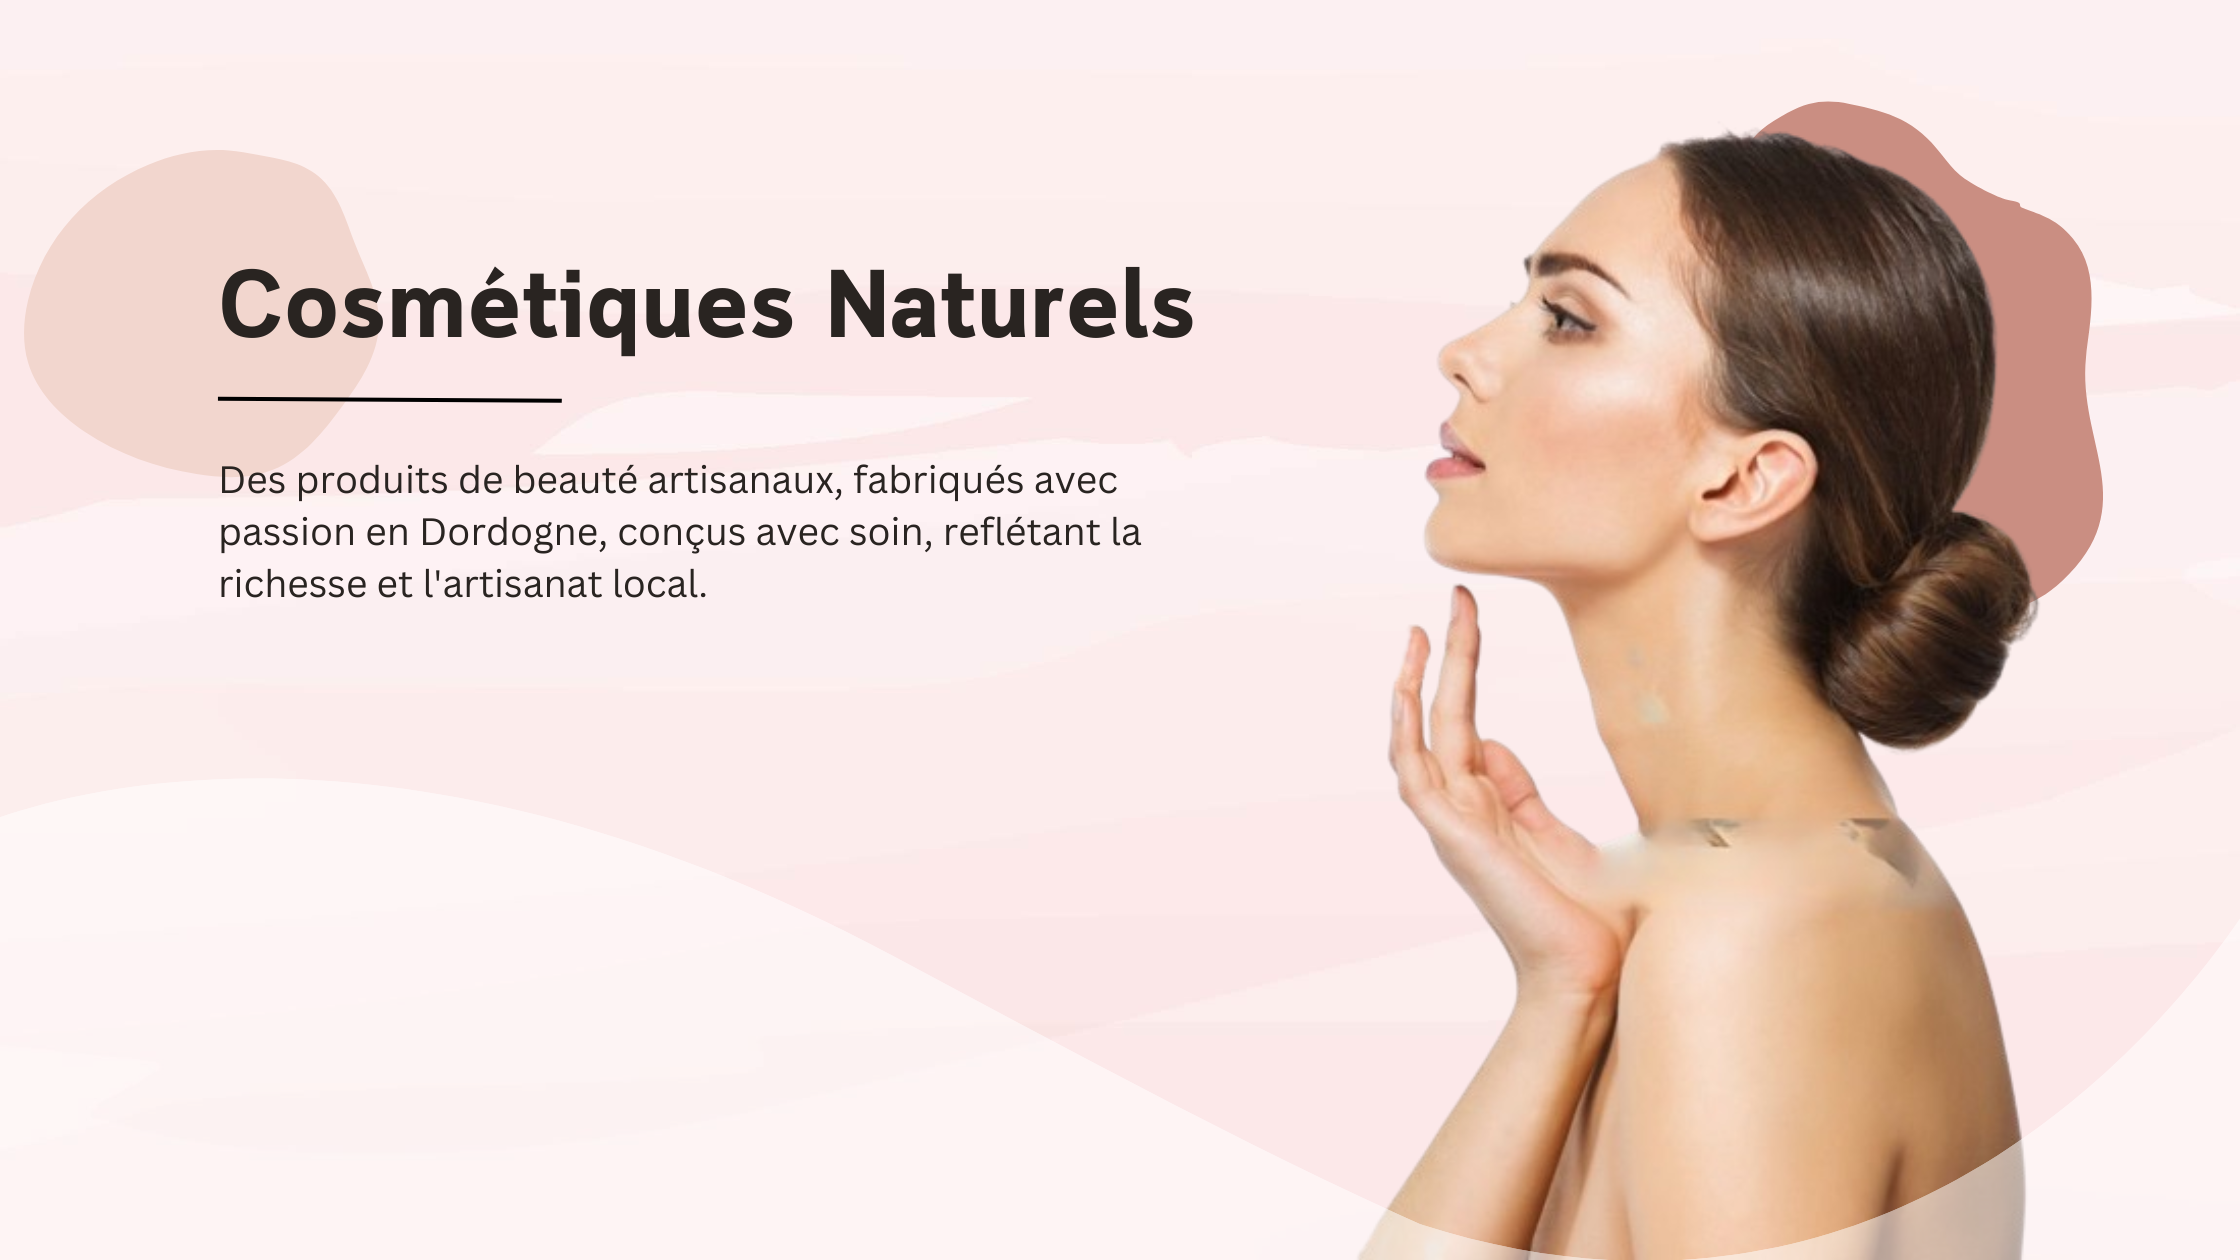 Cosmétiques Naturels
Des produits de beauté artisanaux, fabriqués avec
passion en Dordogne, conçus avec soin, reflétant la
richesse et l'artisanat local.